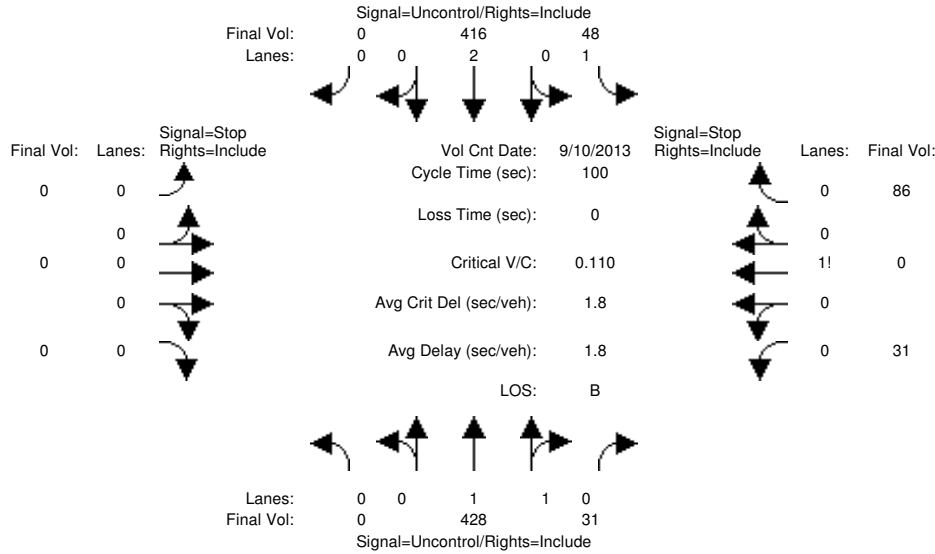 Signal=Uncontrol/Rights=Include
Final Vol: 0 416 48
Lanes: 0 0 2 0 1
Signal=Stop
Final Vol: Lanes: Rights=Include
Vol Cnt Date: 9/10/2013
Signal=Stop
Rights=Include Lanes: Final Vol:
Cycle Time (sec): 100
0 0
0 86
Loss Time (sec): 0
0
0
0 0
Critical V/C: 0.110
1! 0
0
Avg Crit Del (sec/veh): 1.8
0
0 0
Avg Delay (sec/veh): 1.8
0 31
LOS: B
Lanes: 0 0 1 1 0
Final Vol: 0 428 31
Signal=Uncontrol/Rights=Include